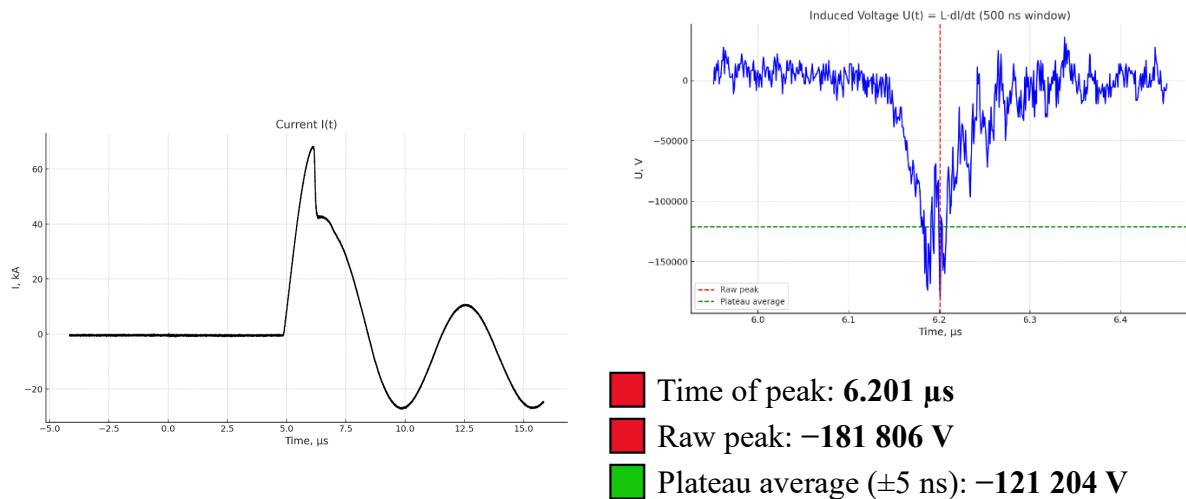 Current I(t)
I, kA
60
40
20
0
−20
−5.0 −2.5 0.0 2.5 5.0 7.5 10.0 12.5 15.0
Time, μs
Induced Voltage U(t) = L·dI/dt (500 ns window)
U, V
0
−50000
−100000
−150000
Raw peak
Plateau average
6.0 6.1 6.2 6.3 6.4
Time, μs
Time of peak: 6.201 μs
Raw peak: −181 806 V
Plateau average (±5 ns): −121 204 V